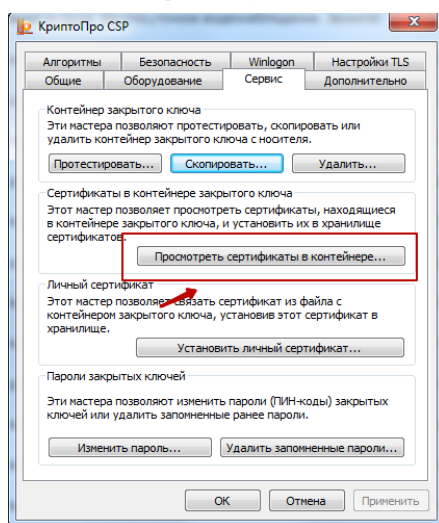 КриптоПро CSP
Алгоритмы Безопасность Winlogon Настройки TLS
Общие Оборудование Сервис Дополнительно
Контейнер закрытого ключа
Эти мастера позволяют протестировать, скопировать или
удалить контейнер закрытого ключа с носителя.
Протестировать... Скопировать... Удалить...
Сертификаты в контейнере закрытого ключа
Этот мастер позволяет просмотреть сертификаты, находящиеся
в контейнере закрытого ключа, и установить их в хранилище
сертификатов.
Просмотреть сертификаты в контейнере...
Личный сертификат
Этот мастер позволяет связать сертификат из файла с
контейнером закрытого ключа, установив этот сертификат в
хранилище.
Установить личный сертификат...
Пароли закрытых ключей
Эти мастера позволяют изменить пароли (ПИН-коды) закрытых
ключей или удалить запомненные ранее пароли.
Изменить пароль... Удалить запомненные пароли...
ОК Отмена Применить